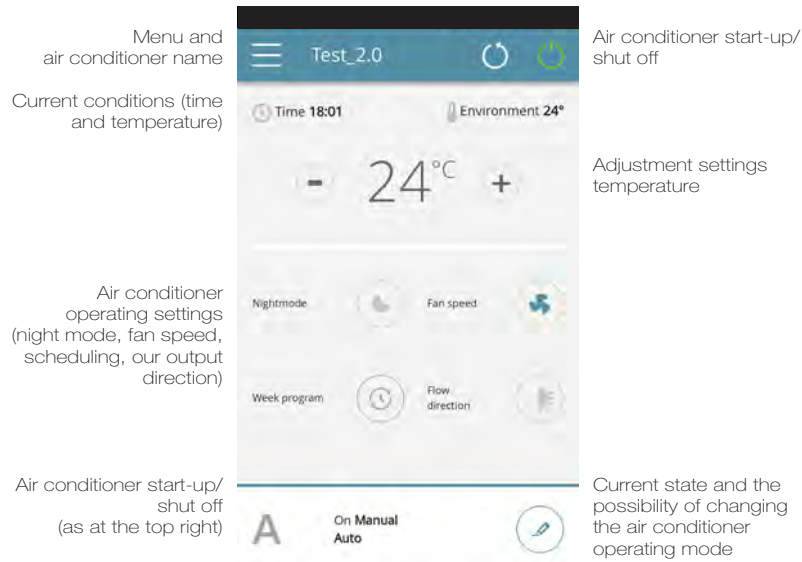 Menu and
air conditioner name
Current conditions (time
and temperature)
Air conditioner
operating settings
(night mode, fan speed,
scheduling, our output
direction)
Air conditioner start-up/
shut off
(as at the top right)
Test_2.0
Time 18:01
Environment 24°
- 24°C +
Nightmode
Fan speed
Week program
Flow
direction
A
On Manual
Auto
Air conditioner start-up/
shut off
Adjustment settings
temperature
Current state and the
possibility of changing
the air conditioner
operating mode